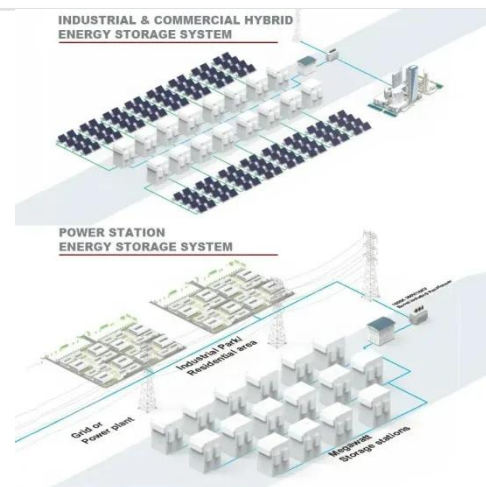 INDUSTRIAL & COMMERCIAL HYBRID
ENERGY STORAGE SYSTEM
POWER STATION
ENERGY STORAGE SYSTEM
Industrial Park/
Residential area
Grid or
Power plant
Megawatt
Storage stations